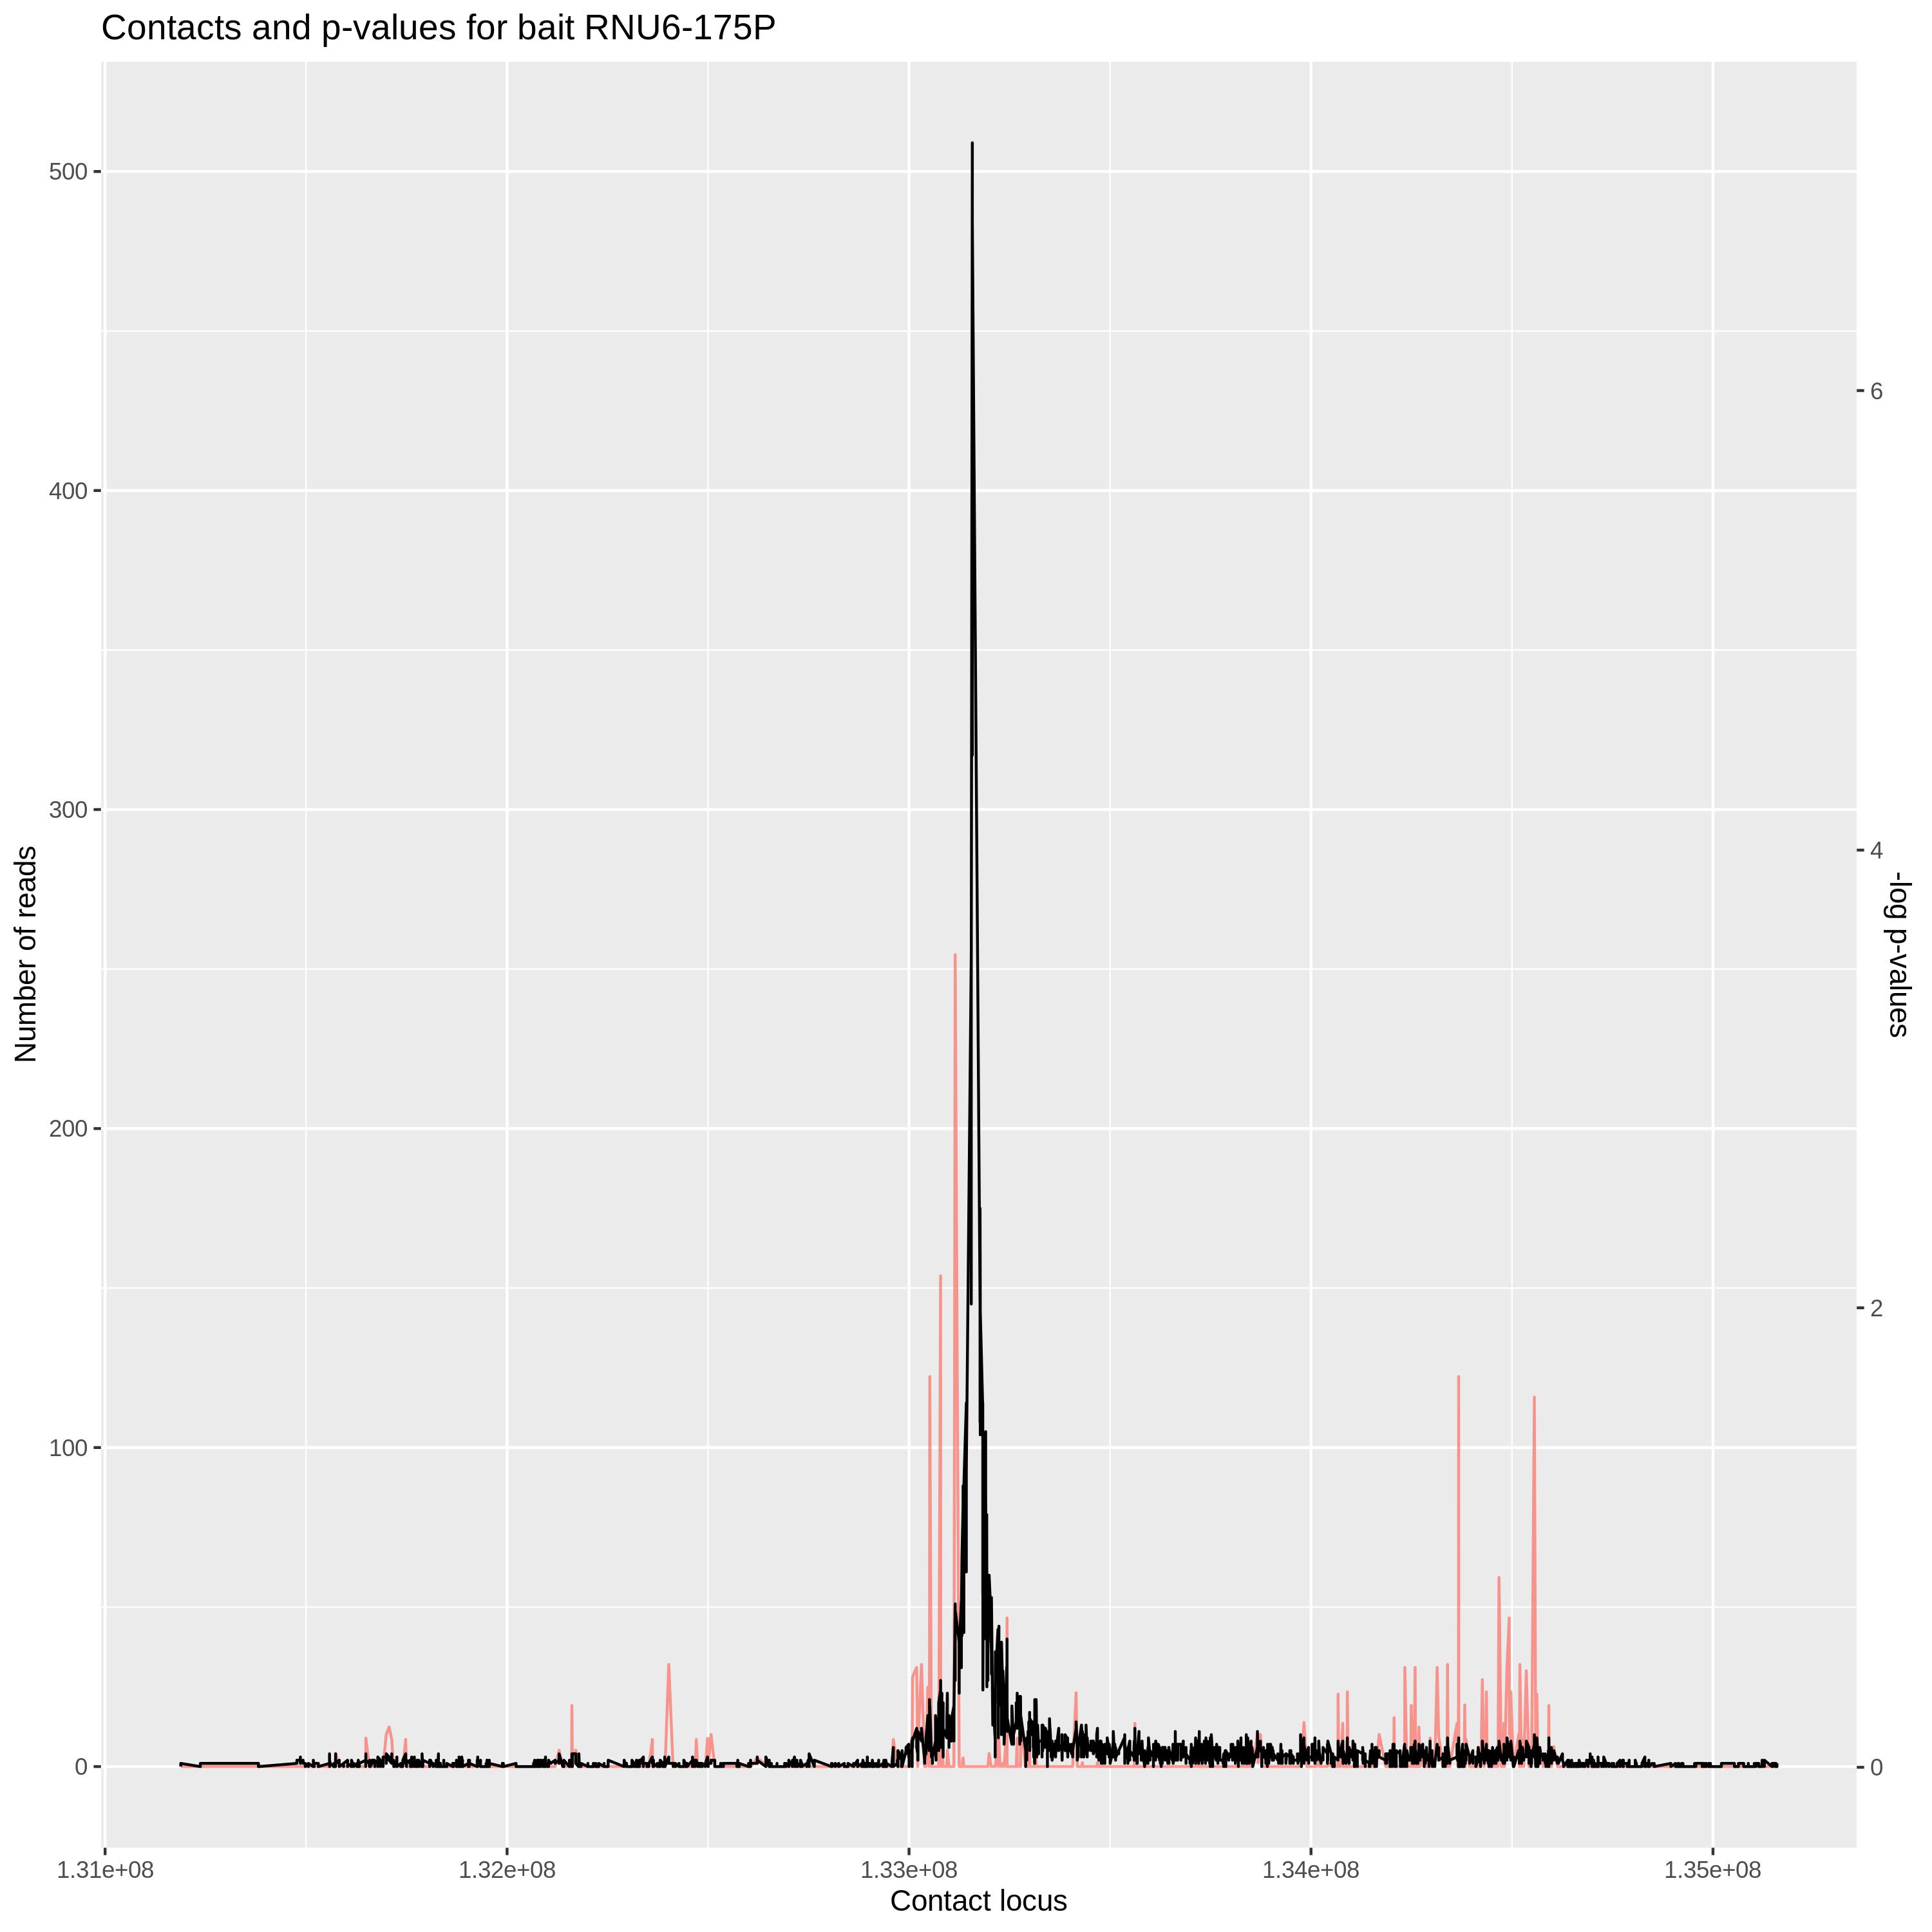 Contacts and p-values for bait RNU6-175P
500
400
300
200
100
0
Number of reads
6
4
2
0
-log p-values
1.31e+08
1.32e+08
1.33e+08
1.34e+08
1.35e+08
Contact locus